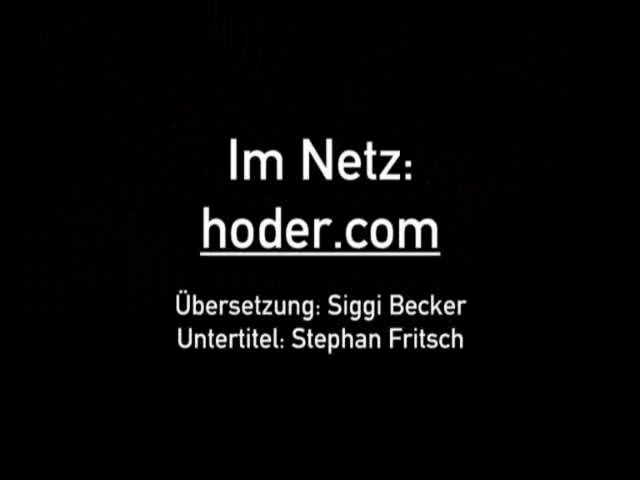 Im Netz:
hoder.com
Übersetzung: Siggi Becker
Untertitel: Stephan Fritsch